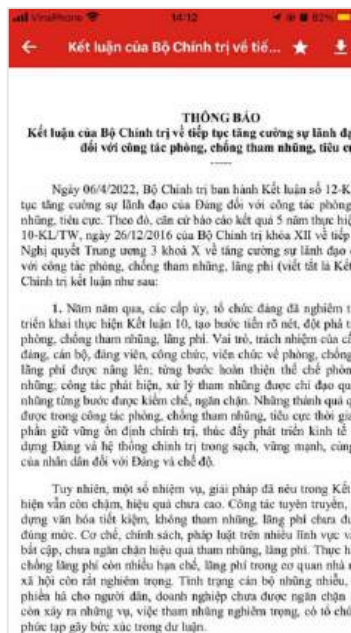 VinaPhone 14:12 82%
Kết luận của Bộ Chính trị về tiế...
THÔNG BÁO
Kết luận của Bộ Chính trị về tiếp tục tăng cường sự lãnh đạ
đối với công tác phòng, chống tham nhũng, tiêu cự
-----
Ngày 06/4/2022, Bộ Chính trị ban hành Kết luận số 12-K
tục tăng cường sự lãnh đạo của Đảng đối với công tác phòng
nhũng, tiêu cực. Theo đó, căn cứ báo cáo kết quả 5 năm thực hiệ
10-KL/TW, ngày 26/12/2016 của Bộ Chính trị khóa XII về tiếp
Nghị quyết Trung ương 3 khoá X về tăng cường sự lãnh đạo
với công tác phòng, chống tham nhũng, lãng phí (viết tắt là Kết
Chính trị kết luận như sau:
1. Năm năm qua, các cấp ủy, tổ chức đảng đã nghiêm t
triển khai thực hiện Kết luận 10, tạo bước tiến rõ nét, đột phá t
phòng, chống tham nhũng, lãng phí. Vai trò, trách nhiệm của cấ
đảng, cán bộ, đảng viên, công chức, viên chức về phòng, chống
lãng phí được nâng lên; từng bước hoàn thiện thể chế phòn
nhũng; công tác phát hiện, xử lý tham nhũng được chỉ đạo qu
nhũng từng bước được kiềm chế, ngăn chặn. Những thành quả q
được trong công tác phòng, chống tham nhũng, tiêu cực thời gia
phần giữ vững ổn định chính trị, thúc đẩy phát triển kinh tế
dựng Đảng và hệ thống chính trị trong sạch, vững mạnh, củng
của nhân dân đối với Đảng và chế độ.
Tuy nhiên, một số nhiệm vụ, giải pháp đã nêu trong Kết
hiện vẫn còn chậm, hiệu quả chưa cao. Công tác tuyên truyền,
dựng văn hóa tiết kiệm, không tham nhũng, lãng phí chưa đư
đúng mức. Cơ chế, chính sách, pháp luật trên nhiều lĩnh vực v
bất cập, chưa ngăn chặn hiệu quả tham nhũng, lãng phí. Thực h
chống lãng phí còn nhiều hạn chế, lãng phí trong cơ quan nhà n
xã hội còn rất nghiêm trọng. Tình trạng cán bộ nhũng nhiễu,
phiền hà cho người dân, doanh nghiệp chưa được ngăn chặn
còn xảy ra những vụ, việc tham nhũng nghiêm trọng, có tổ chứ
phức tạp gây bức xúc trong dư luận.